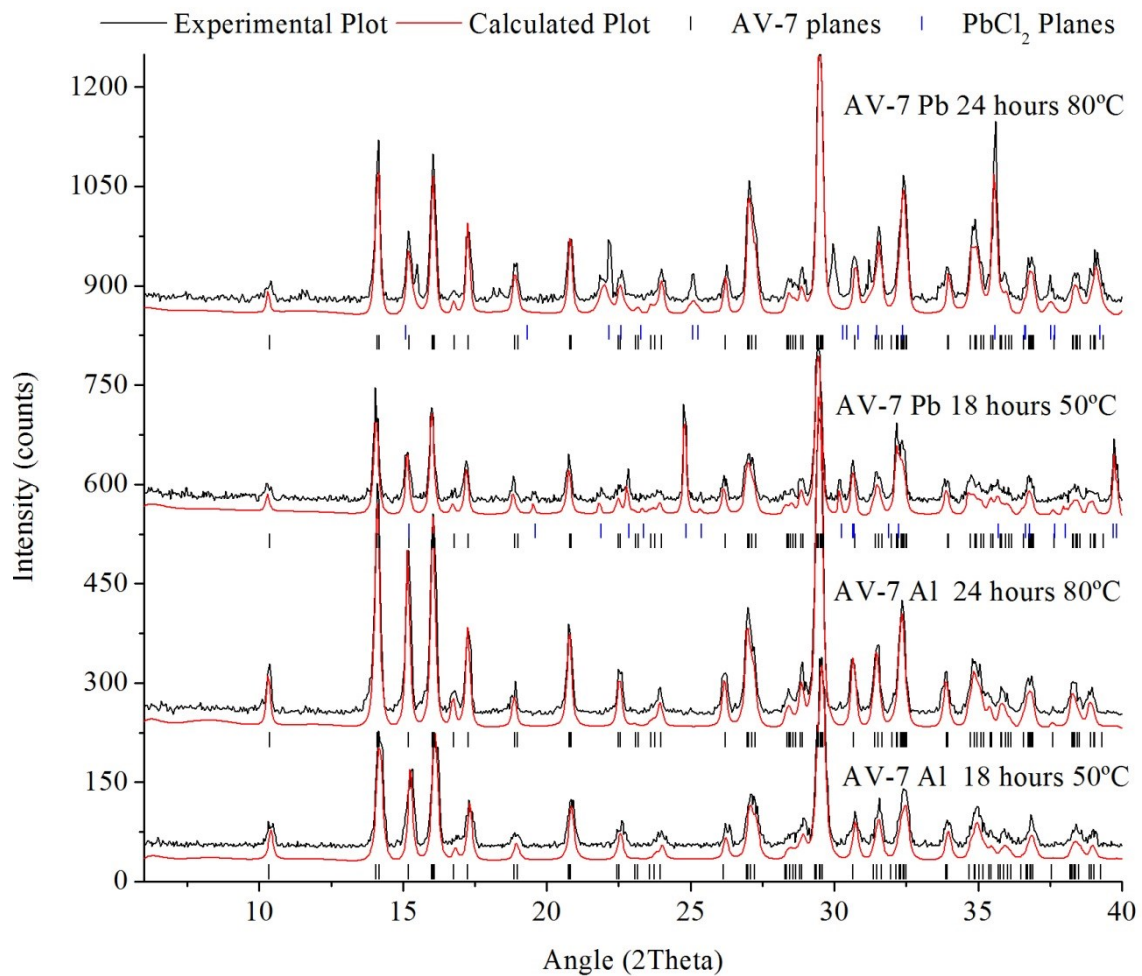 Experimental Plot Calculated Plot AV-7 planes PbCl₂ Planes
1200
1050
900
750
600
450
300
150
0
AV-7 Pb 24 hours 80ºC
AV-7 Pb 18 hours 50ºC
AV-7 Al 24 hours 80ºC
AV-7 Al 18 hours 50ºC
Intensity (counts)
10 15 20 25 30 35 40
Angle (2Theta)